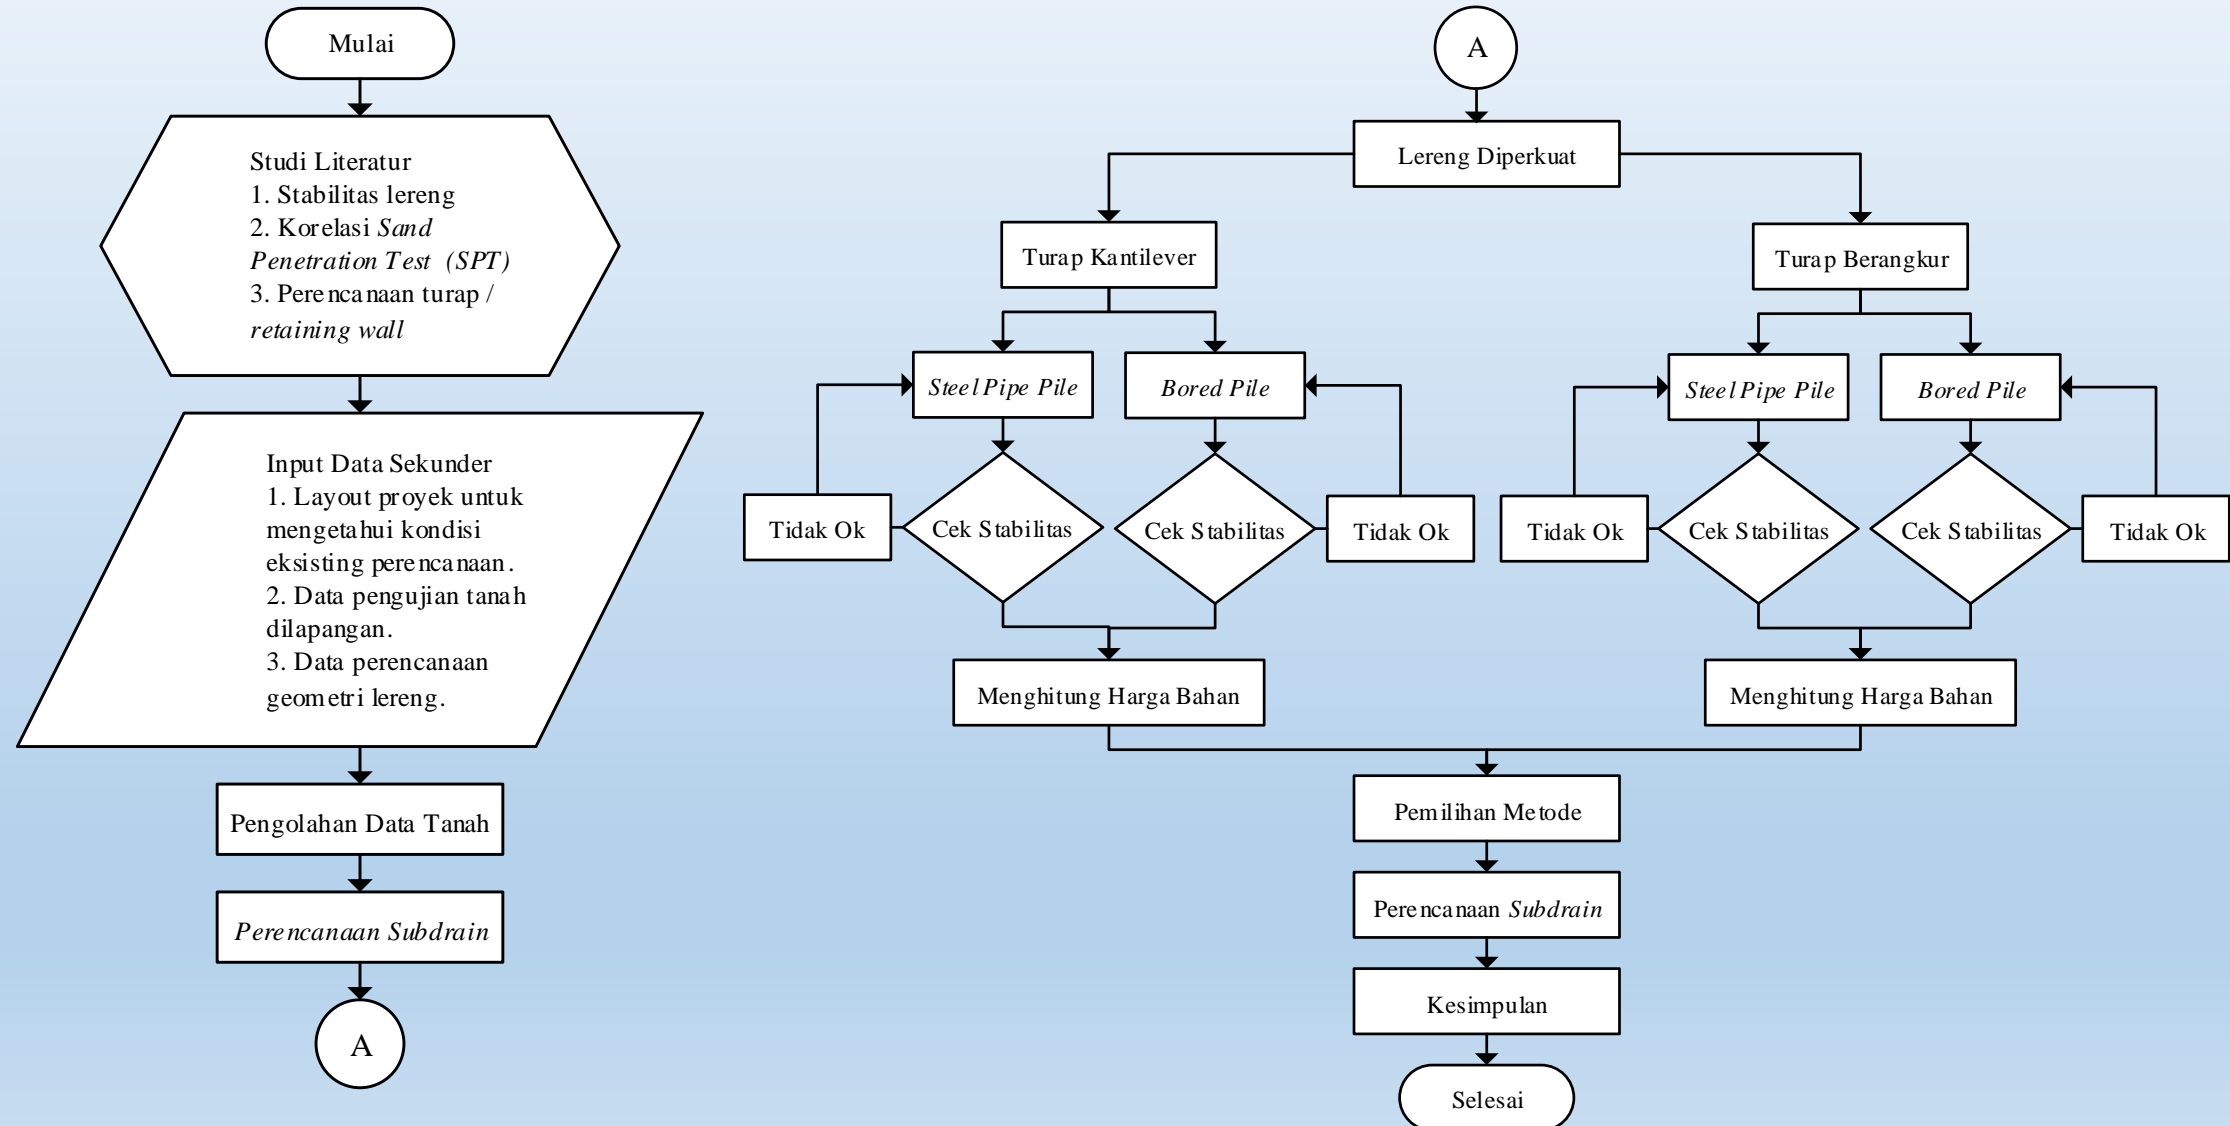 Mulai
Studi Literatur
1. Stabilitas lereng
2. Korelasi Sand
Penetration Test (SPT)
3. Perencanaan turap /
retaining wall
Input Data Sekunder
1. Layout proyek untuk
mengetahui kondisi
eksisting perencanaan.
2. Data pengujian tanah
dilapangan.
3. Data perencanaan
geometri lereng.
Pengolahan Data Tanah
Perencanaan Subdrain
A
A
Lereng Diperkuat
Turap Kantilever
Turap Berangkur
Steel Pipe Pile
Bored Pile
Steel Pipe Pile
Bored Pile
Tidak Ok
Cek Stabilitas
Cek Stabilitas
Tidak Ok
Tidak Ok
Cek Stabilitas
Cek Stabilitas
Tidak Ok
Menghitung Harga Bahan
Menghitung Harga Bahan
Pemilihan Metode
Perencanaan Subdrain
Kesimpulan
Selesai